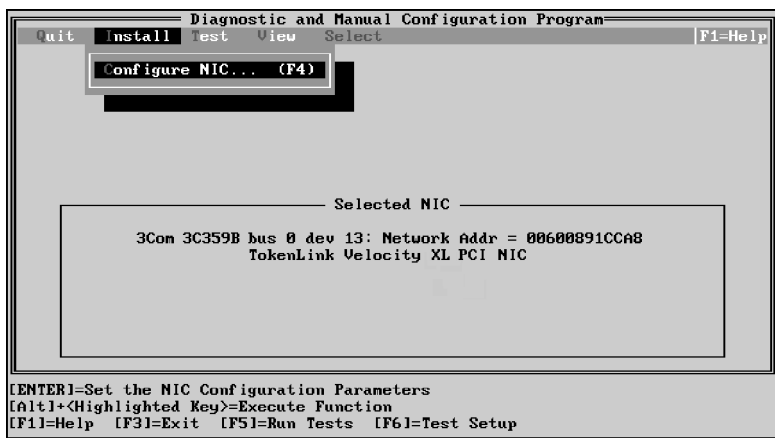 Diagnostic and Manual Configuration Program
Quit Install Test View Select F1=Help
Configure NIC... (F4)
Selected NIC
3Com 3C359B bus 0 dev 13: Network Addr = 00600891CCA8
TokenLink Velocity XL PCI NIC
[ENTER]=Set the NIC Configuration Parameters
[Alt]+<Highlighted Key>=Execute Function
[F1]=Help [F3]=Exit [F5]=Run Tests [F6]=Test Setup